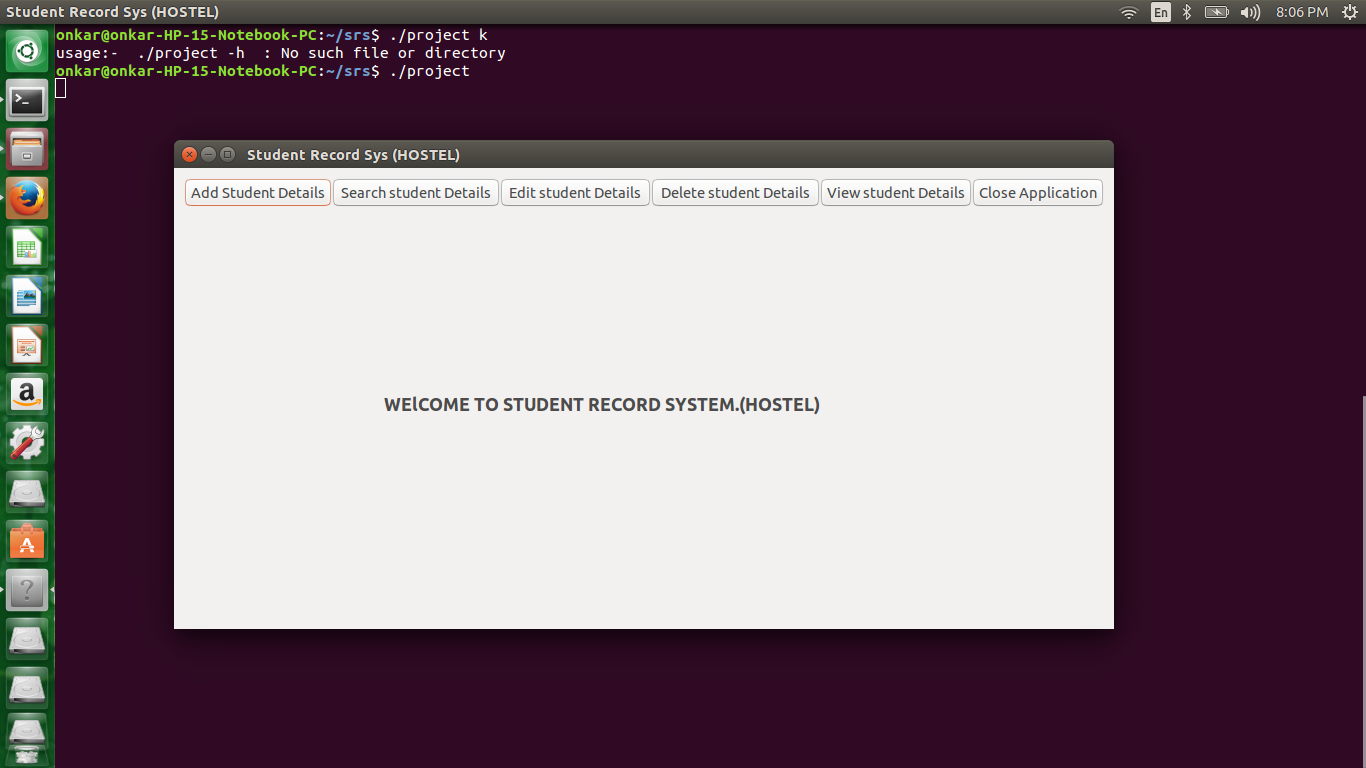 Student Record Sys (HOSTEL)
En
8:06 PM
onkar@onkar-HP-15-Notebook-PC:~/srs$ ./project k
usage:-  ./project -h  : No such file or directory
onkar@onkar-HP-15-Notebook-PC:~/srs$ ./project
Student Record Sys (HOSTEL)
Add Student Details
Search student Details
Edit student Details
Delete student Details
View student Details
Close Application
WElCOME TO STUDENT RECORD SYSTEM.(HOSTEL)